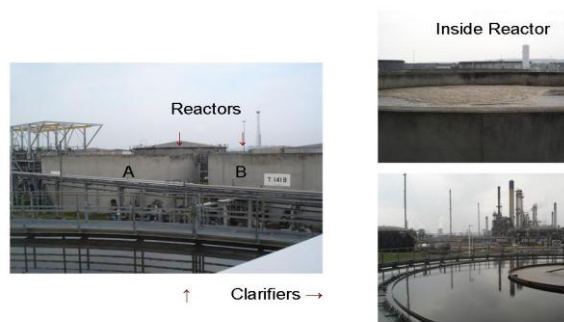 Inside Reactor
Reactors
A
B
T 1413
Clarifiers